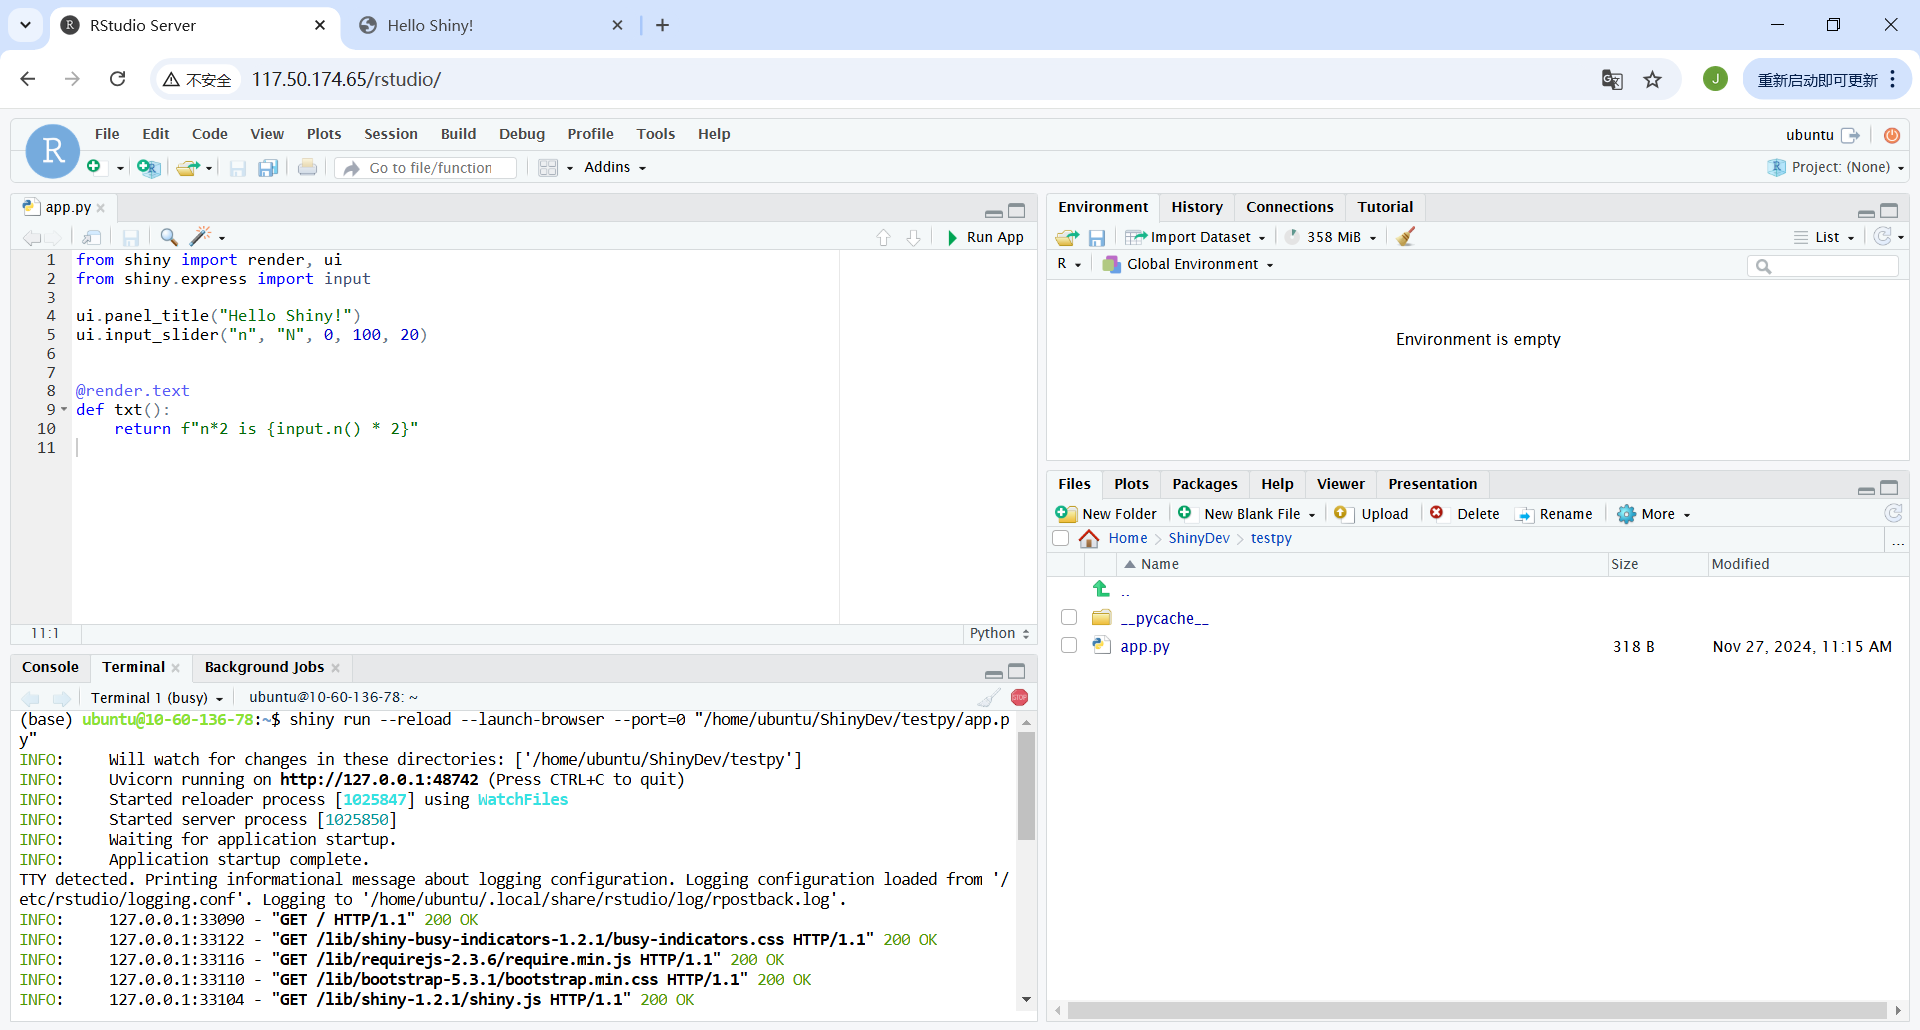 RStudio Server
Hello Shiny!
不安全 117.50.174.65/rstudio/
J
重新启动即可更新
R
File Edit Code View Plots Session Build Debug Profile Tools Help
ubuntu
Go to file/function
Addins
Project: (None)
app.py
Run App
1 from shiny import render, ui
2 from shiny.express import input
3
4 ui.panel_title("Hello Shiny!")
5 ui.input_slider("n", "N", 0, 100, 20)
6
7
8 @render.text
9 def txt():
10 return f"n*2 is {input.n() * 2}"
11
11:1
Python
Console Terminal Background Jobs
Terminal 1 (busy) ubuntu@10-60-136-78: ~
STOP
(base) ubuntu@10-60-136-78:~$ shiny run --reload --launch-browser --port=0 "/home/ubuntu/ShinyDev/testpy/app.p
y"
INFO: Will watch for changes in these directories: ['/home/ubuntu/ShinyDev/testpy']
INFO: Uvicorn running on http://127.0.0.1:48742 (Press CTRL+C to quit)
INFO: Started reloader process [1025847] using WatchFiles
INFO: Started server process [1025850]
INFO: Waiting for application startup.
INFO: Application startup complete.
TTY detected. Printing informational message about logging configuration. Logging configuration loaded from '/
etc/rstudio/logging.conf'. Logging to '/home/ubuntu/.local/share/rstudio/log/rpostback.log'.
INFO: 127.0.0.1:33090 - "GET / HTTP/1.1" 200 OK
INFO: 127.0.0.1:33122 - "GET /lib/shiny-busy-indicators-1.2.1/busy-indicators.css HTTP/1.1" 200 OK
INFO: 127.0.0.1:33116 - "GET /lib/requirejs-2.3.6/require.min.js HTTP/1.1" 200 OK
INFO: 127.0.0.1:33110 - "GET /lib/bootstrap-5.3.1/bootstrap.min.css HTTP/1.1" 200 OK
INFO: 127.0.0.1:33104 - "GET /lib/shiny-1.2.1/shiny.js HTTP/1.1" 200 OK
Environment History Connections Tutorial
Import Dataset 358 MiB
List
R Global Environment
Environment is empty
Files Plots Packages Help Viewer Presentation
New Folder New Blank File Upload Delete Rename More
Home ShinyDev testpy
...
Name Size Modified
..
__pycache__
app.py 318 B Nov 27, 2024, 11:15 AM